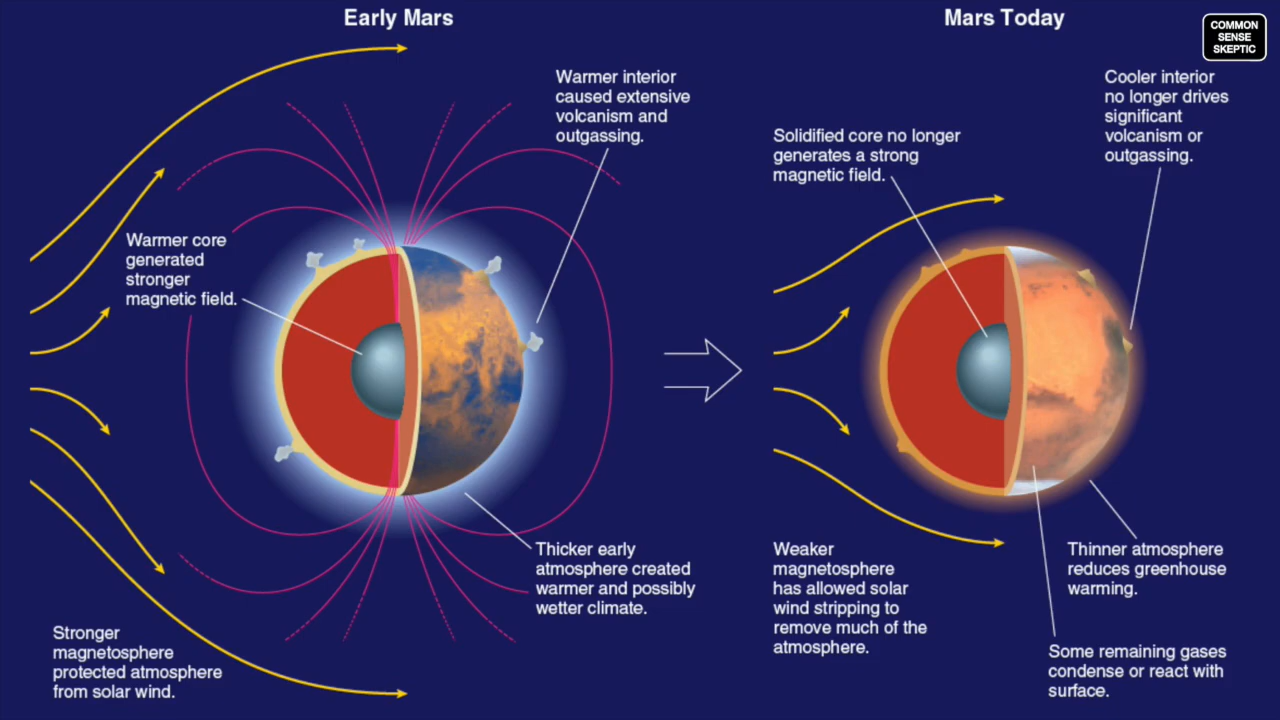 Early Mars
Mars Today
COMMON
SENSE
SKEPTIC
Warmer interior
caused extensive
volcanism and
outgassing.
Warmer core
generated
stronger
magnetic field.
Thicker early
atmosphere created
warmer and possibly
wetter climate.
Stronger
magnetosphere
protected atmosphere
from solar wind.
Cooler interior
no longer drives
significant
volcanism or
outgassing.
Solidified core no longer
generates a strong
magnetic field.
Weaker
magnetosphere
has allowed solar
wind stripping to
remove much of the
atmosphere.
Thinner atmosphere
reduces greenhouse
warming.
Some remaining gases
condense or react with
surface.